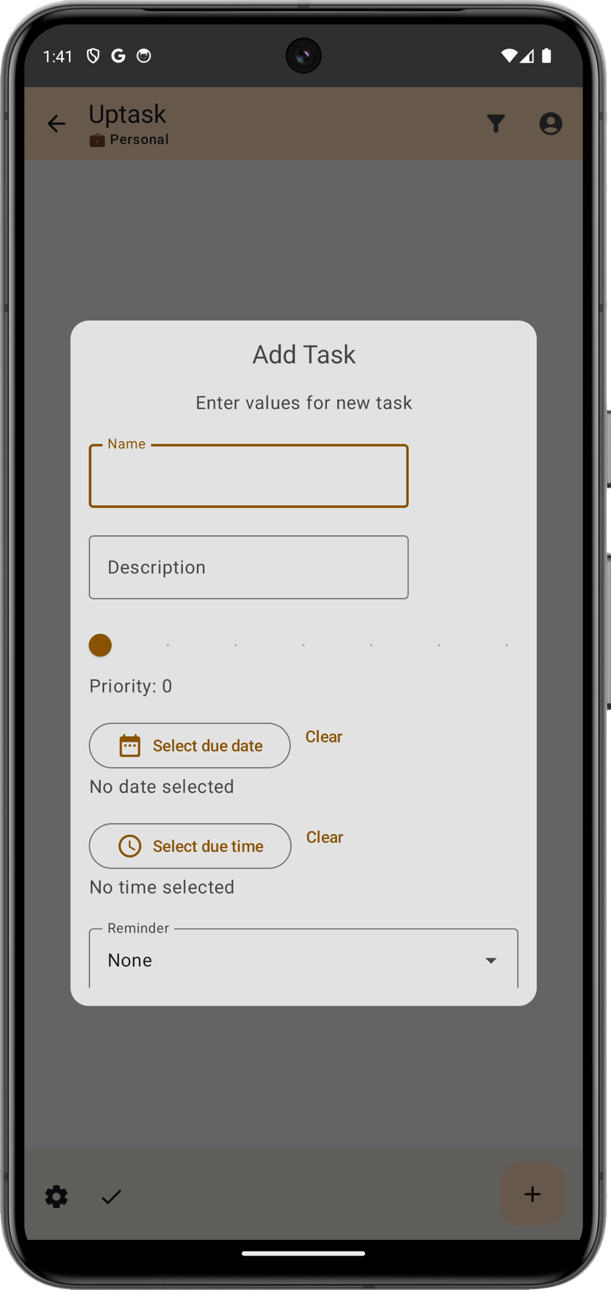 1:41
Uptask
Personal
Add Task
Enter values for new task
Name
Description
Priority: 0
Select due date Clear
No date selected
Select due time Clear
No time selected
Reminder
None